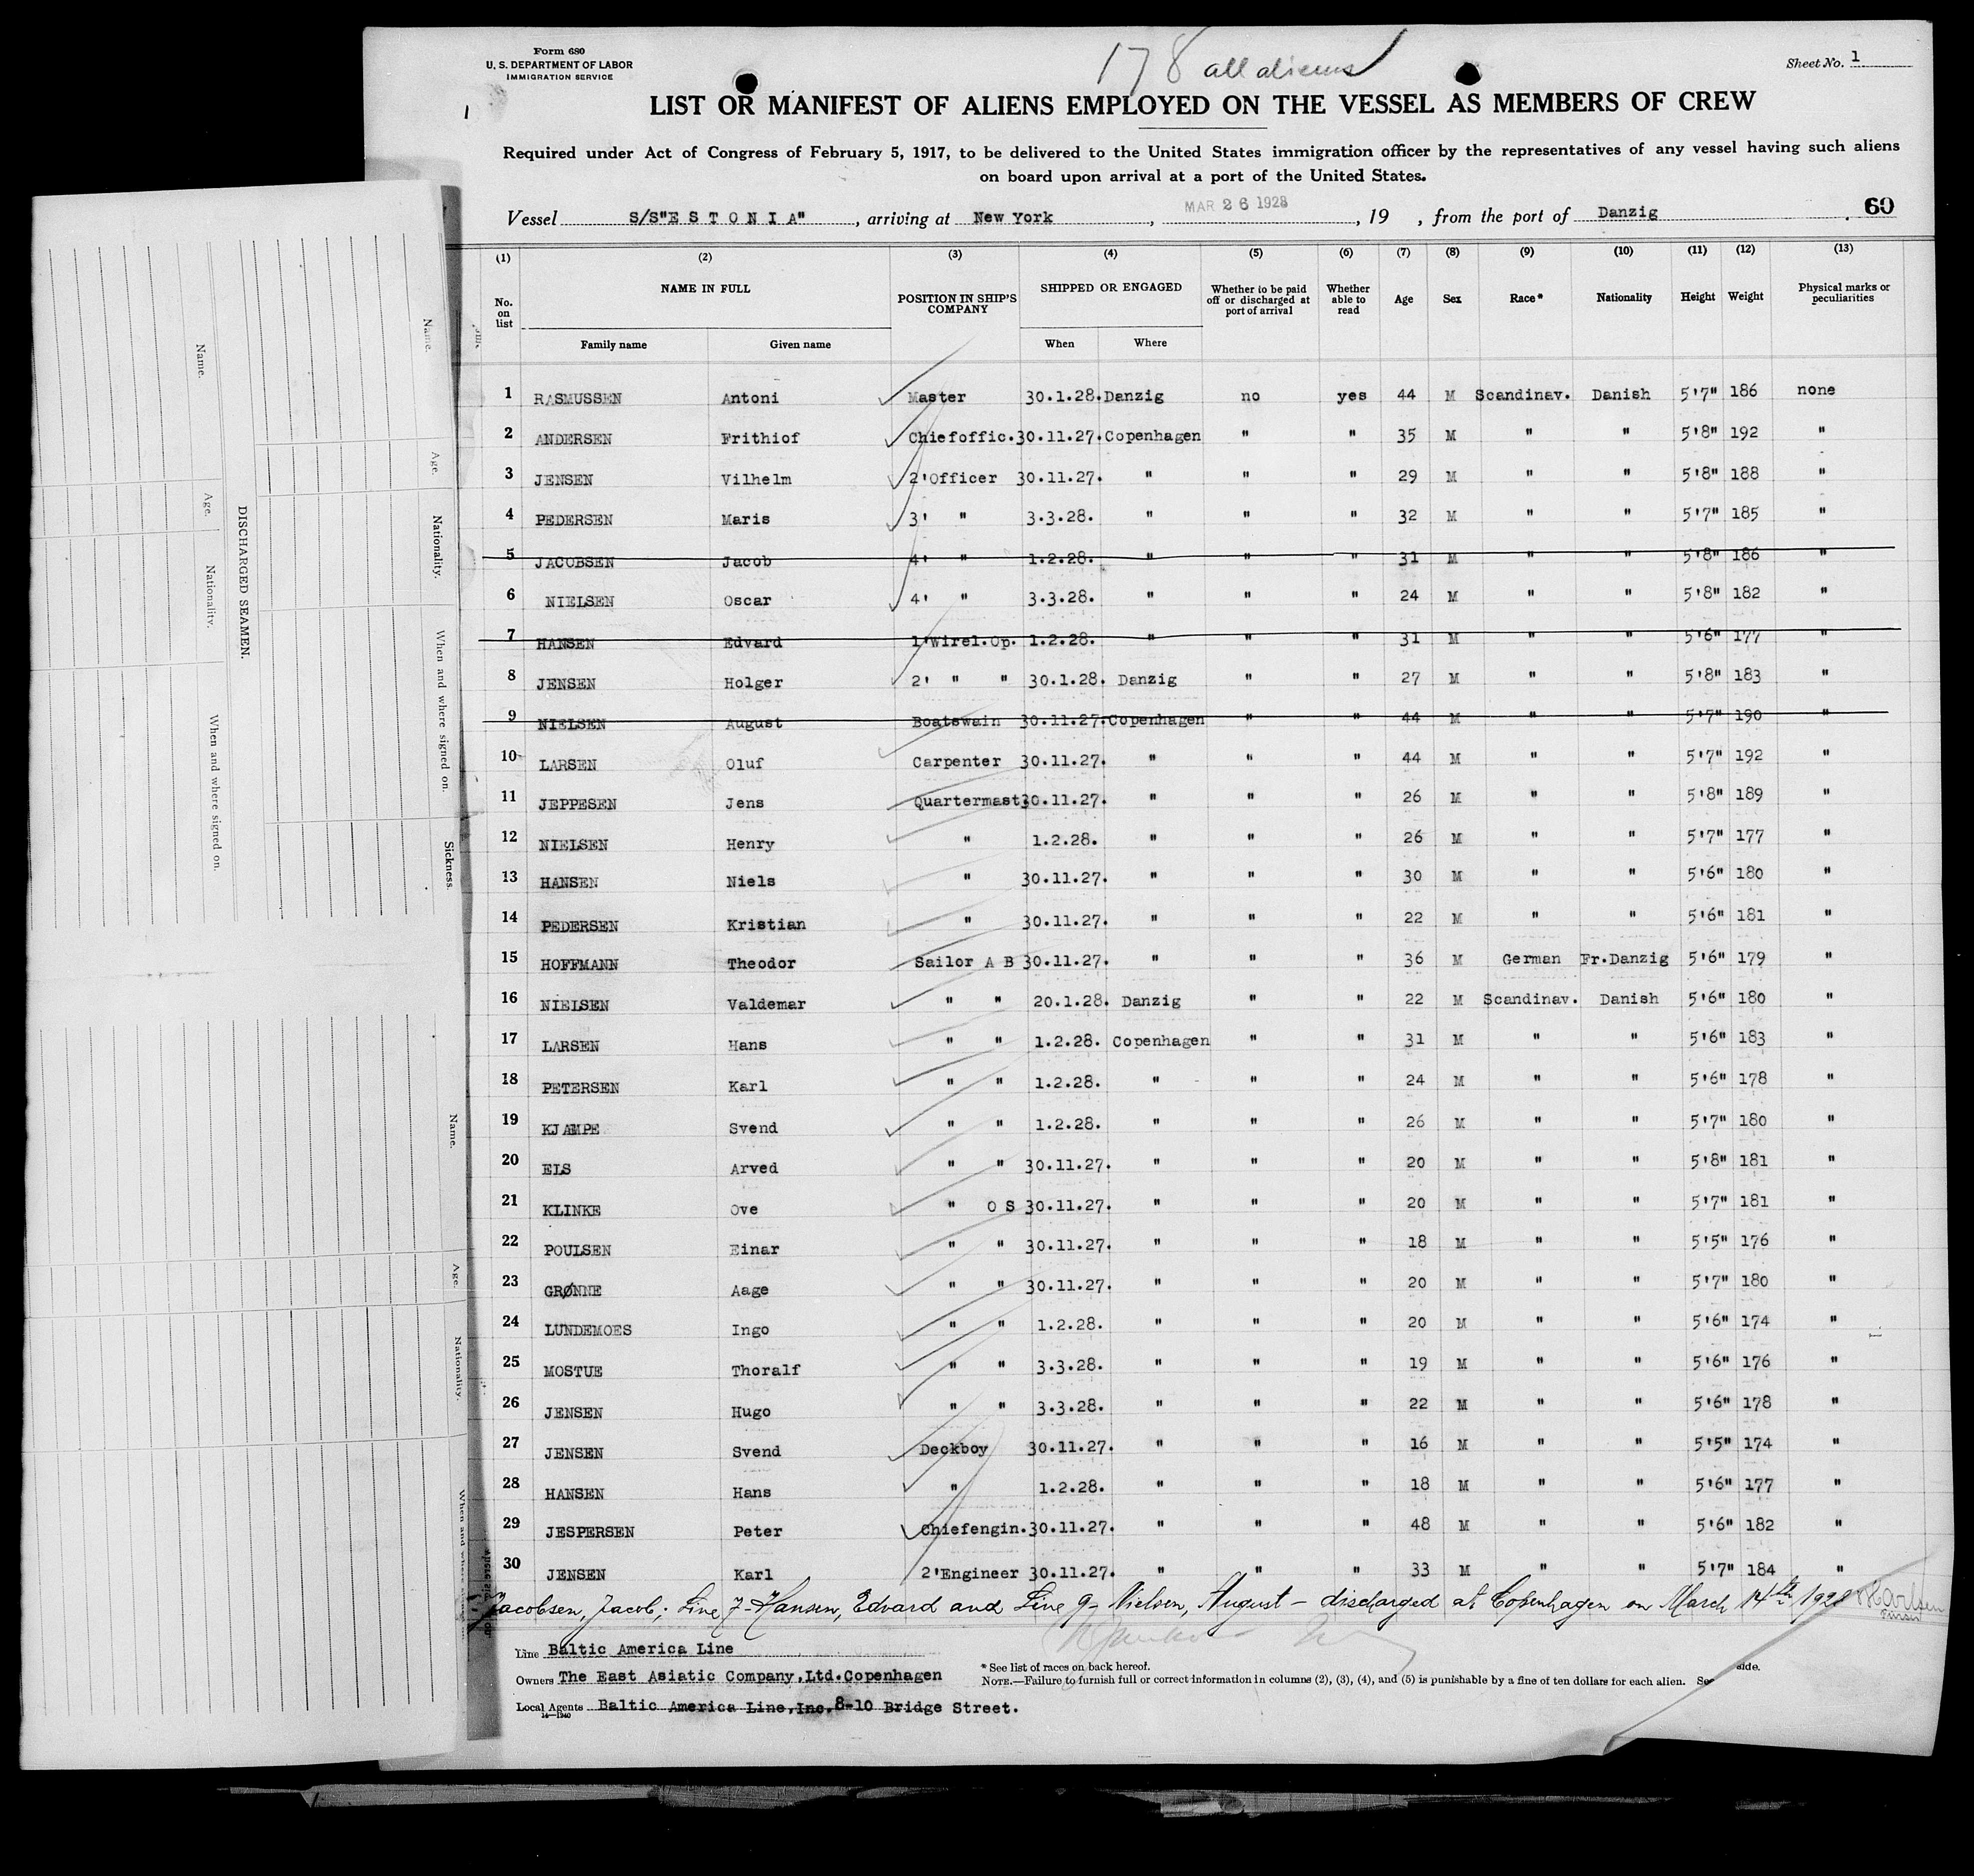 Form 680
U. S. DEPARTMENT OF LABOR
IMMIGRATION SERVICE
178 all aliens
Sheet No. 1
1
LIST OR MANIFEST OF ALIENS EMPLOYED ON THE VESSEL AS MEMBERS OF CREW
Required under Act of Congress of February 5, 1917, to be delivered to the United States immigration officer by the representatives of any vessel having such aliens
on board upon arrival at a port of the United States.
Vessel S/S"E S T O N I A", arriving at New York, MAR 26 1928, 19 , from the port of Danzig. 60
(1) (2) (3) (4) (5) (6) (7) (8) (9) (10) (11) (12) (13)
No. on list NAME IN FULL Family name Given name POSITION IN SHIP'S COMPANY SHIPPED OR ENGAGED When Where Whether to be paid off or discharged at port of arrival Whether able to read Age Sex Race* Nationality Height Weight Physical marks or peculiarities
1 RASMUSSEN Antoni Master 30.1.28. Danzig no yes 44 M Scandinav. Danish 5'7" 186 none
2 ANDERSEN Frithiof Chiefoffic. 30.11.27. Copenhagen " " 35 M " " 5'8" 192 "
3 JENSEN Vilhelm 2'Officer 30.11.27. " " " 29 M " " 5'8" 188 "
4 PEDERSEN Maris 3' " 3.3.28. " " " 32 M " " 5'7" 185 "
5 JACOBSEN Jacob 4' " 1.2.28. " " " 31 M " " 5'8" 186 "
6 NIELSEN Oscar 4' " 3.3.28. " " " 24 M " " 5'8" 182 "
7 HANSEN Edvard 1'Wirel.Op. 1.2.28. " " " 31 M " " 5'6" 177 "
8 JENSEN Holger 2' " " 30.1.28. Danzig " " 27 M " " 5'8" 183 "
9 NIELSEN August Boatswain 30.11.27. Copenhagen " " 44 M " " 5'7" 190 "
10 LARSEN Oluf Carpenter 30.11.27. " " " 44 M " " 5'7" 192 "
11 JEPPESEN Jens Quartermast 30.11.27. " " " 26 M " " 5'8" 189 "
12 NIELSEN Henry " 1.2.28. " " " 26 M " " 5'7" 177 "
13 HANSEN Niels " 30.11.27. " " " 30 M " " 5'6" 180 "
14 PEDERSEN Kristian " 30.11.27. " " " 22 M " " 5'6" 181 "
15 HOFFMANN Theodor Sailor A B 30.11.27. " " " 36 M German Fr.Danzig 5'6" 179 "
16 NIELSEN Valdemar " " 20.1.28. Danzig " " 22 M Scandinav. Danish 5'6" 180 "
17 LARSEN Hans " " 1.2.28. Copenhagen " " 31 M " " 5'6" 183 "
18 PETERSEN Karl " " 1.2.28. " " " 24 M " " 5'6" 178 "
19 KJÆMPE Svend " " 1.2.28. " " " 26 M " " 5'7" 180 "
20 EIS Arved " " 30.11.27. " " " 20 M " " 5'8" 181 "
21 KLINKE Ove " O S 30.11.27. " " " 20 M " " 5'7" 181 "
22 POULSEN Einar " " 30.11.27. " " " 18 M " " 5'5" 176 "
23 GRØNNE Aage " " 30.11.27. " " " 20 M " " 5'7" 180 "
24 LUNDEMOES Ingo " " 1.2.28. " " " 20 M " " 5'6" 174 "
25 MOSTUE Thoralf " " 3.3.28. " " " 19 M " " 5'6" 176 "
26 JENSEN Hugo " " 3.3.28. " " " 22 M " " 5'6" 178 "
27 JENSEN Svend Deckboy 30.11.27. " " " 16 M " " 5'5" 174 "
28 HANSEN Hans " 1.2.28. " " " 18 M " " 5'6" 177 "
29 JESPERSEN Peter Chiefengin. 30.11.27. " " " 48 M " " 5'6" 182 "
30 JENSEN Karl 2'Engineer 30.11.27. " " " 33 M " " 5'7" 184 "
Jacobsen, Jacob; Line 7- Hansen, Edvard and Line 9- Nielsen, August - discharged at Copenhagen on March 14th 1928
Line Baltic America Line
Owners The East Asiatic Company, Ltd. Copenhagen
Local Agents Baltic America Line, Inc, 8-10 Bridge Street.
14—1940
* See list of races on back hereof.
NOTE.—Failure to furnish full or correct information in columns (2), (3), (4), and (5) is punishable by a fine of ten dollars for each alien. See
side.
DISCHARGED SEAMEN.
Name. Age. Nationality. When and where signed on.
Name. Age. Nationality. When and where signed on. Sickness.
Name. Age. Nationality.